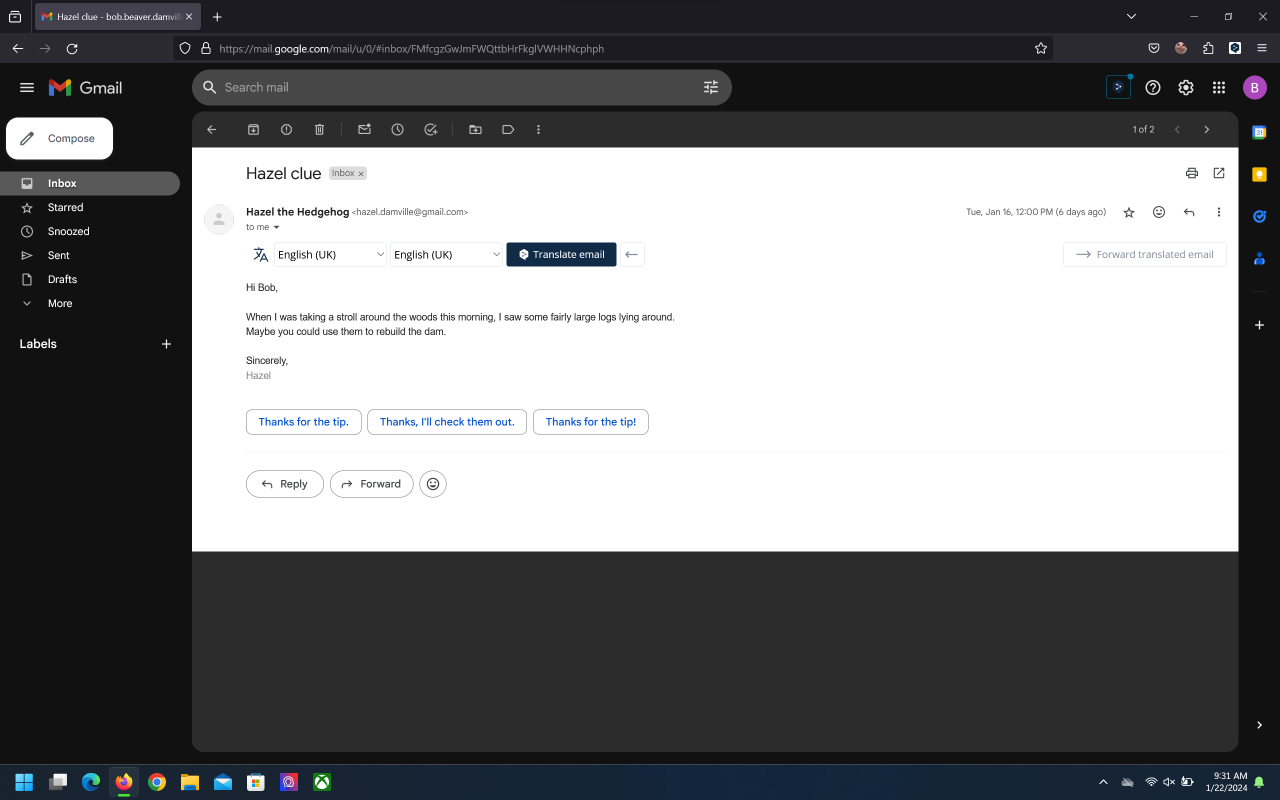 Hazel clue - bob.beaver.damvill
https://mail.google.com/mail/u/0/#inbox/FMfcgzGwJmFWQttbHrFkglVWHHNcphph
Gmail
Search mail
B
Compose
1 of 2
Inbox
Starred
Snoozed
Sent
Drafts
More
Labels
Hazel clue Inbox x
Hazel the Hedgehog <hazel.damville@gmail.com>
Tue, Jan 16, 12:00 PM (6 days ago)
to me
English (UK) English (UK) Translate email
Forward translated email
Hi Bob,
When I was taking a stroll around the woods this morning, I saw some fairly large logs lying around.
Maybe you could use them to rebuild the dam.
Sincerely,
Hazel
Thanks for the tip. Thanks, I'll check them out. Thanks for the tip!
Reply Forward
9:31 AM
1/22/2024